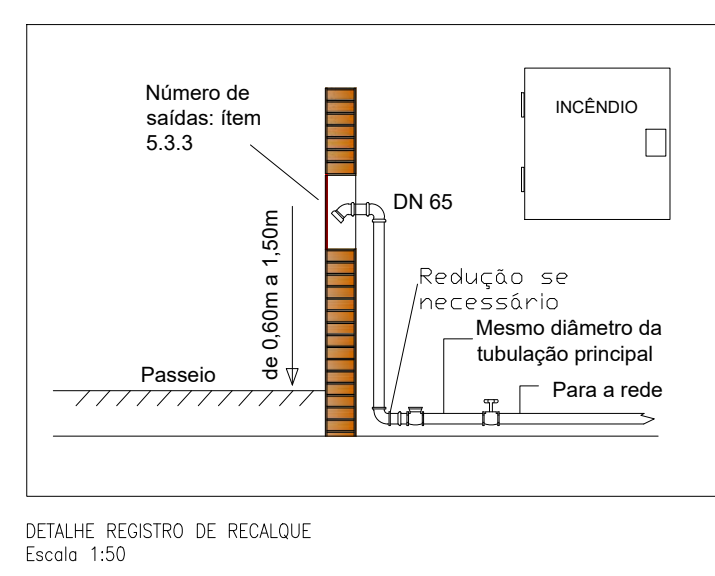 Número de
saídas: ítem
5.3.3
INCÊNDIO
DN 65
de 0,60m a 1,50m
Redução se
necessário
Mesmo diâmetro da
tubulação principal
Passeio
Para a rede
DETALHE REGISTRO DE RECALQUE
Escala 1:50